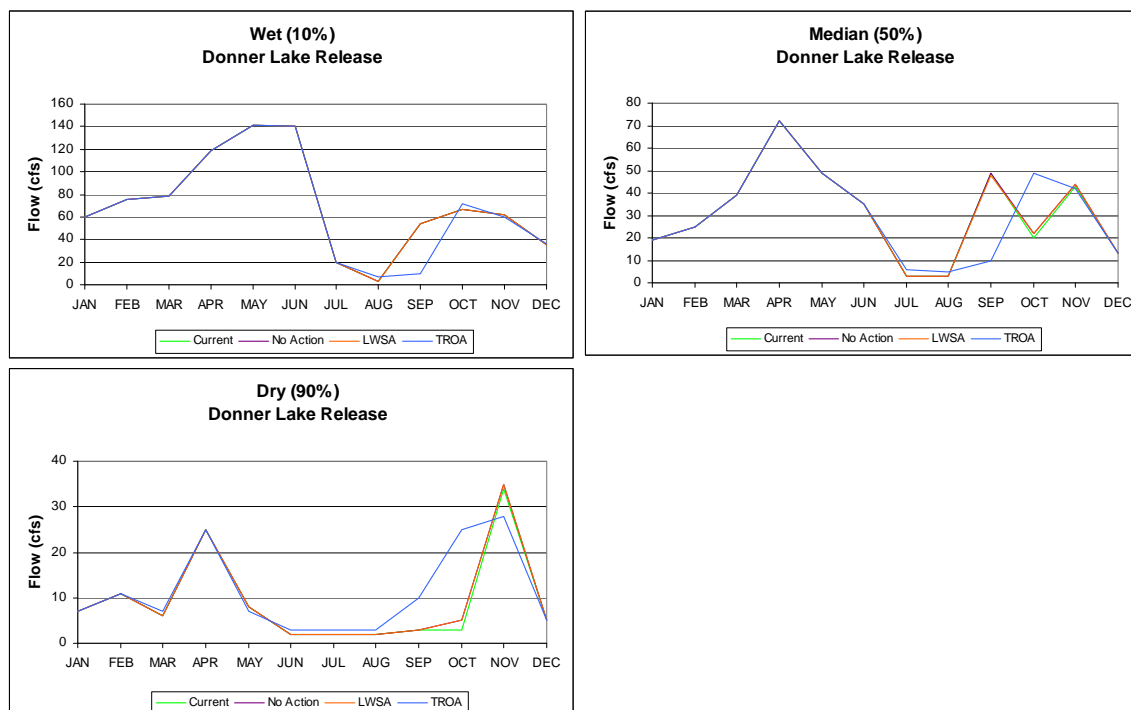 Wet (10%)
Donner Lake Release
Flow (cfs)
160
140
120
100
80
60
40
20
0
JAN FEB MAR APR MAY JUN JUL AUG SEP OCT NOV DEC
Current No Action LWSA TROA
Median (50%)
Donner Lake Release
Flow (cfs)
80
70
60
50
40
30
20
10
0
JAN FEB MAR APR MAY JUN JUL AUG SEP OCT NOV DEC
Current No Action LWSA TROA
Dry (90%)
Donner Lake Release
Flow (cfs)
40
30
20
10
0
JAN FEB MAR APR MAY JUN JUL AUG SEP OCT NOV DEC
Current No Action LWSA TROA